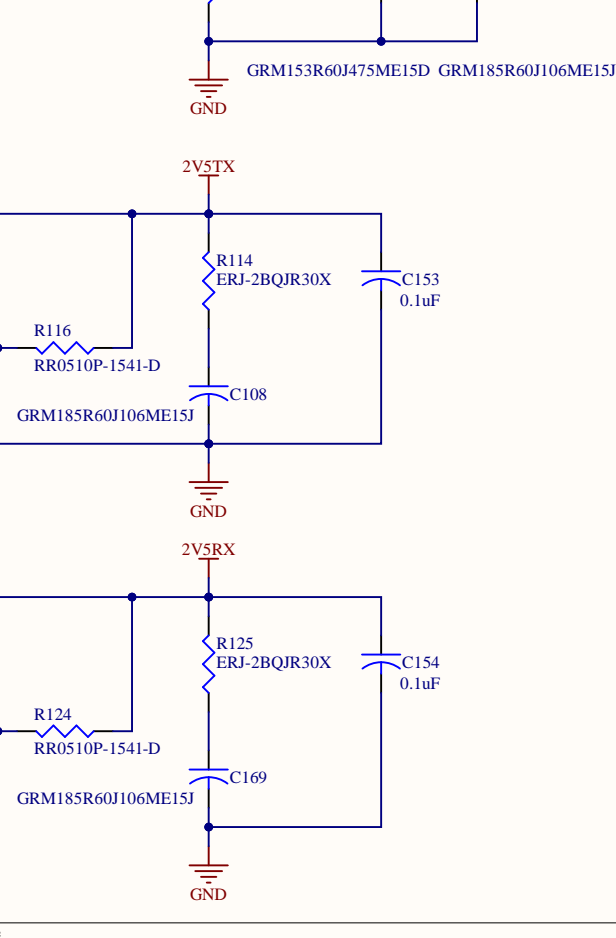 GRM153R60J475ME15D GRM185R60J106ME15J
GND
2V5TX
R114
ERJ-2BQJR30X
C153
0.1uF
R116
RR0510P-1541-D
C108
GRM185R60J106ME15J
GND
2V5RX
R125
ERJ-2BQJR30X
C154
0.1uF
R124
RR0510P-1541-D
C169
GRM185R60J106ME15J
GND